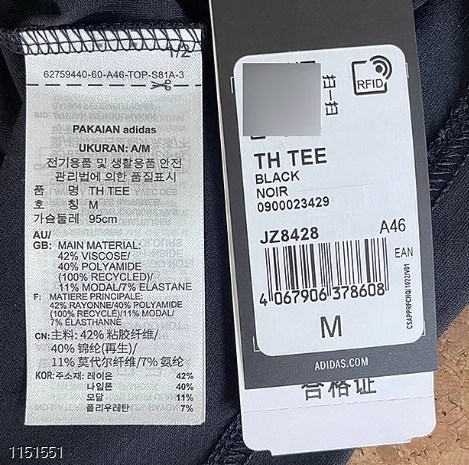 1/2
62759440-60-A46-TOP-S81A-3
PAKAIAN adidas
UKURAN: A/M
전기용품 및 생활용품 안전
관리법에 의한 품질표시
품 명 TH TEE
호 칭 M
가슴둘레 95cm
AU/
GB: MAIN MATERIAL:
42% VISCOSE/
40% POLYAMIDE
(100% RECYCLED)/
11% MODAL/7% ELASTANE
F: MATIERE PRINCIPALE:
42% RAYONNE/40% POLYAMIDE
(100% RECYCLÉ)/11% MODAL/
7% ÉLASTHANNE
CN:主料: 42% 粘胶纤维/
40% 锦纶(再生)/
11% 莫代尔纤维/7% 氨纶
KOR:주소재: 레이온 42%
나일론 40%
모달 11%
폴리우레탄 7%
RFID
TH TEE
BLACK
NOIR
0900023429
JZ8428 A46
EAN
4 067906 378608
CSAPPRPCHQ/1022/V01
M
ADIDAS.COM
合格证
1151551